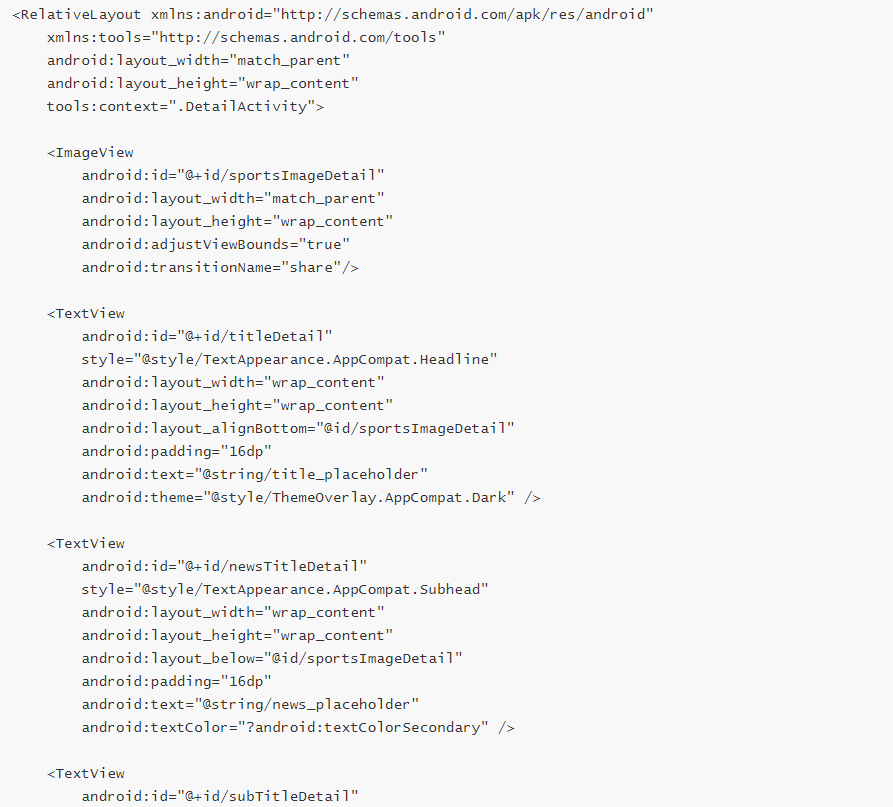 <RelativeLayout xmlns:android="http://schemas.android.com/apk/res/android"
    xmlns:tools="http://schemas.android.com/tools"
    android:layout_width="match_parent"
    android:layout_height="wrap_content"
    tools:context=".DetailActivity">

    <ImageView
        android:id="@+id/sportsImageDetail"
        android:layout_width="match_parent"
        android:layout_height="wrap_content"
        android:adjustViewBounds="true"
        android:transitionName="share"/>

    <TextView
        android:id="@+id/titleDetail"
        style="@style/TextAppearance.AppCompat.Headline"
        android:layout_width="wrap_content"
        android:layout_height="wrap_content"
        android:layout_alignBottom="@id/sportsImageDetail"
        android:padding="16dp"
        android:text="@string/title_placeholder"
        android:theme="@style/ThemeOverlay.AppCompat.Dark" />

    <TextView
        android:id="@+id/newsTitleDetail"
        style="@style/TextAppearance.AppCompat.Subhead"
        android:layout_width="wrap_content"
        android:layout_height="wrap_content"
        android:layout_below="@id/sportsImageDetail"
        android:padding="16dp"
        android:text="@string/news_placeholder"
        android:textColor="?android:textColorSecondary" />

    <TextView
        android:id="@+id/subTitleDetail"